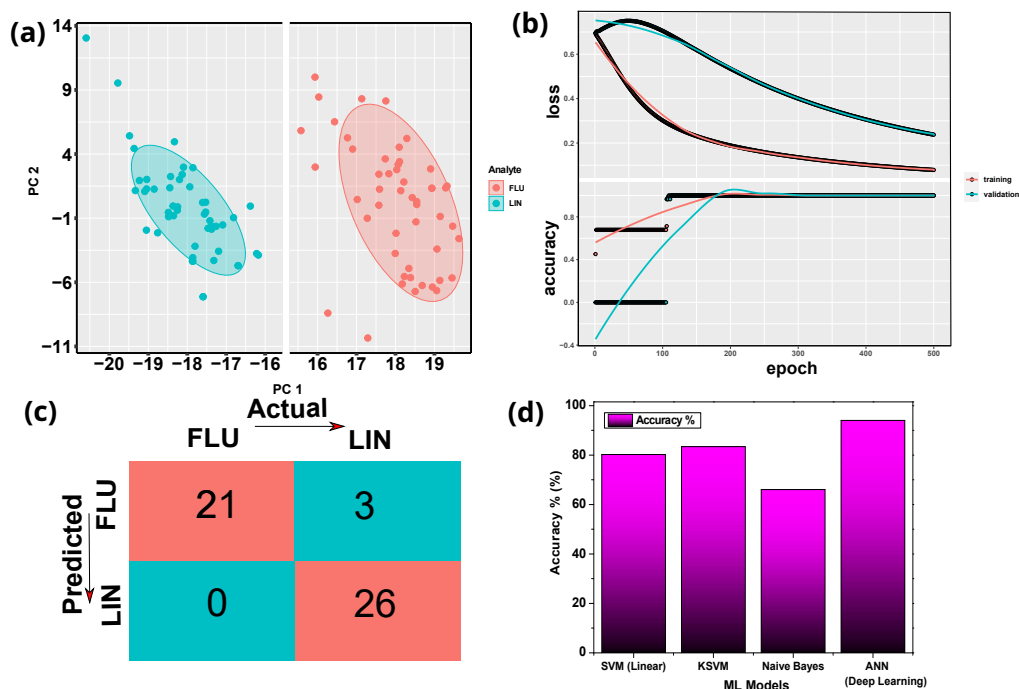 (a)
14
9
4
−1
−6
−11
PC 2
−20 −19 −18 −17 −16 15 16 17 18 19
PC 1
Analyte
FLU
LIN
(b)
0.6
0.4
0.2
loss
0.8
0.4
0.0
−0.4
accuracy
0 100 200 300 400 500
epoch
training
validation
(c)
Actual
FLU LIN
Predicted
FLU
LIN
21 3
0 26
(d)
Accuracy %
100
80
60
40
20
0
Accuracy % (%)
SVM (Linear) KSVM Naive Bayes ANN
(Deep Learning)
ML Models